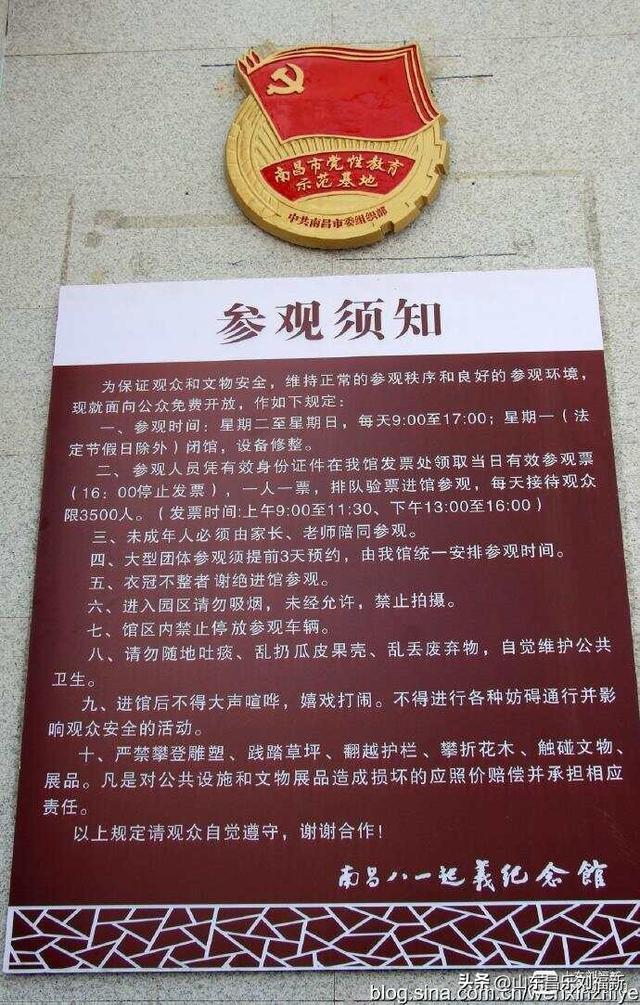 南昌市党性教育
示范基地
中共南昌市委组织部
参观须知
为保证观众和文物安全，维持正常的参观秩序和良好的参观环境，
现就面向公众免费开放，作如下规定：
一、参观时间：星期二至星期日，每天9:00至17:00；星期一（法
定节假日除外）闭馆，设备修整。
二、参观人员凭有效身份证件在我馆发票处领取当日有效参观票
（16：00停止发票），一人一票，排队验票进馆参观，每天接待观众
限3500人。（发票时间:上午9:00至11:30、下午13:00至16:00）
三、未成年人必须由家长、老师陪同参观。
四、大型团体参观须提前3天预约，由我馆统一安排参观时间。
五、衣冠不整者谢绝进馆参观。
六、进入园区请勿吸烟，未经允许，禁止拍摄。
七、馆区内禁止停放参观车辆。
八、请勿随地吐痰、乱扔瓜皮果壳、乱丢废弃物，自觉维护公共
卫生。
九、进馆后不得大声喧哗，嬉戏打闹。不得进行各种妨碍通行并影
响观众安全的活动。
十、严禁攀登雕塑、践踏草坪、翻越护栏、攀折花木、触碰文物、
展品。凡是对公共设施和文物展品造成损坏的应照价赔偿并承担相应
责任。
以上规定请观众自觉遵守，谢谢合作！
南昌八一起義纪念館
头条@山东昌乐刘福新
blog.sina.com.cn/wenxinzhiye